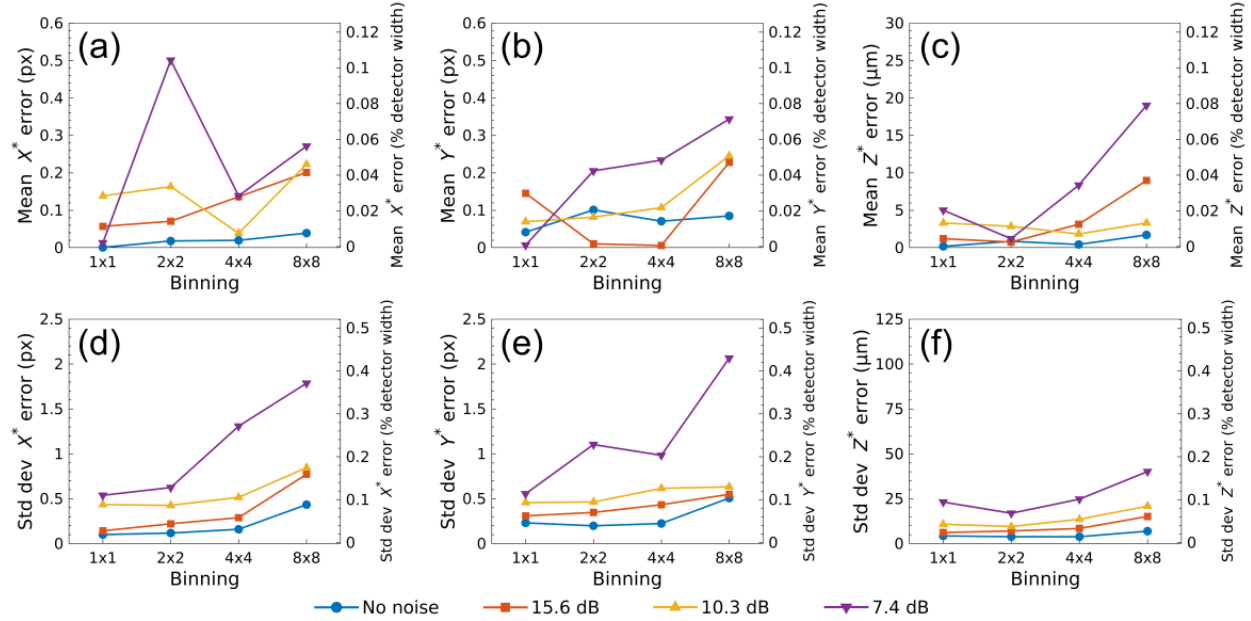 (a)
Mean X* error (px)
0.6
0.5
0.4
0.3
0.2
0.1
0
1x1 2x2 4x4 8x8
Binning
0.12
0.1
0.08
0.06
0.04
0.02
0
Mean X* error (% detector width)
(b)
Mean Y* error (px)
0.6
0.5
0.4
0.3
0.2
0.1
0
1x1 2x2 4x4 8x8
Binning
0.12
0.1
0.08
0.06
0.04
0.02
0
Mean Y* error (% detector width)
(c)
Mean Z* error (μm)
30
25
20
15
10
5
0
1x1 2x2 4x4 8x8
Binning
0.12
0.1
0.08
0.06
0.04
0.02
0
Mean Z* error (% detector width)
(d)
Std dev X* error (px)
2.5
2
1.5
1
0.5
0
1x1 2x2 4x4 8x8
Binning
0.5
0.4
0.3
0.2
0.1
0
Std dev X* error (% detector width)
(e)
Std dev Y* error (px)
2.5
2
1.5
1
0.5
0
1x1 2x2 4x4 8x8
Binning
0.5
0.4
0.3
0.2
0.1
0
Std dev Y* error (% detector width)
(f)
Std dev Z* error (μm)
125
100
75
50
25
0
1x1 2x2 4x4 8x8
Binning
0.5
0.4
0.3
0.2
0.1
0
Std dev Z* error (% detector width)
No noise 15.6 dB 10.3 dB 7.4 dB